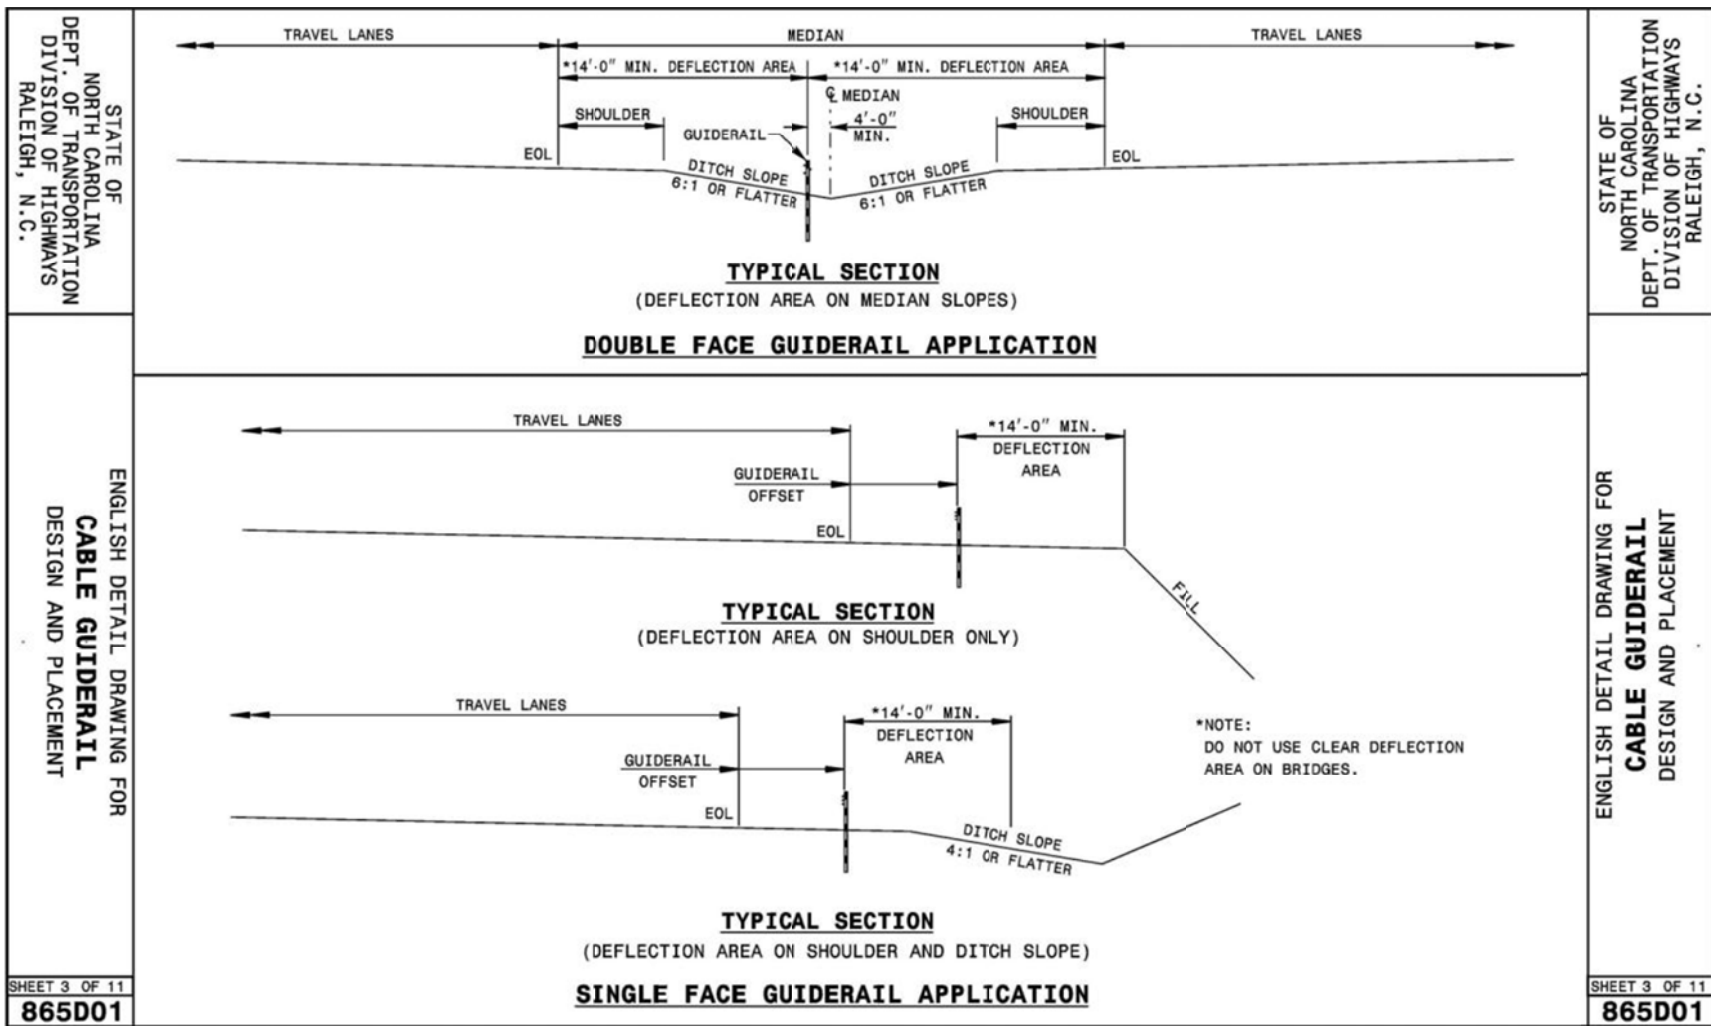 STATE OF
NORTH CAROLINA
DEPT. OF TRANSPORTATION
DIVISION OF HIGHWAYS
RALEIGH, N.C.
ENGLISH DETAIL DRAWING FOR
CABLE GUIDERAIL
DESIGN AND PLACEMENT
SHEET 3 OF 11
865D01
TRAVEL LANES
MEDIAN
TRAVEL LANES
*14'-0" MIN. DEFLECTION AREA
*14'-0" MIN. DEFLECTION AREA
℄ MEDIAN
SHOULDER
4'-0"
MIN.
SHOULDER
GUIDERAIL
EOL
EOL
DITCH SLOPE
6:1 OR FLATTER
DITCH SLOPE
6:1 OR FLATTER
TYPICAL SECTION
(DEFLECTION AREA ON MEDIAN SLOPES)
DOUBLE FACE GUIDERAIL APPLICATION
TRAVEL LANES
*14'-0" MIN.
DEFLECTION
AREA
GUIDERAIL
OFFSET
EOL
FILL
TYPICAL SECTION
(DEFLECTION AREA ON SHOULDER ONLY)
TRAVEL LANES
*14'-0" MIN.
DEFLECTION
AREA
GUIDERAIL
OFFSET
EOL
DITCH SLOPE
4:1 OR FLATTER
*NOTE:
DO NOT USE CLEAR DEFLECTION
AREA ON BRIDGES.
TYPICAL SECTION
(DEFLECTION AREA ON SHOULDER AND DITCH SLOPE)
SINGLE FACE GUIDERAIL APPLICATION
STATE OF
NORTH CAROLINA
DEPT. OF TRANSPORTATION
DIVISION OF HIGHWAYS
RALEIGH, N.C.
ENGLISH DETAIL DRAWING FOR
CABLE GUIDERAIL
DESIGN AND PLACEMENT
SHEET 3 OF 11
865D01